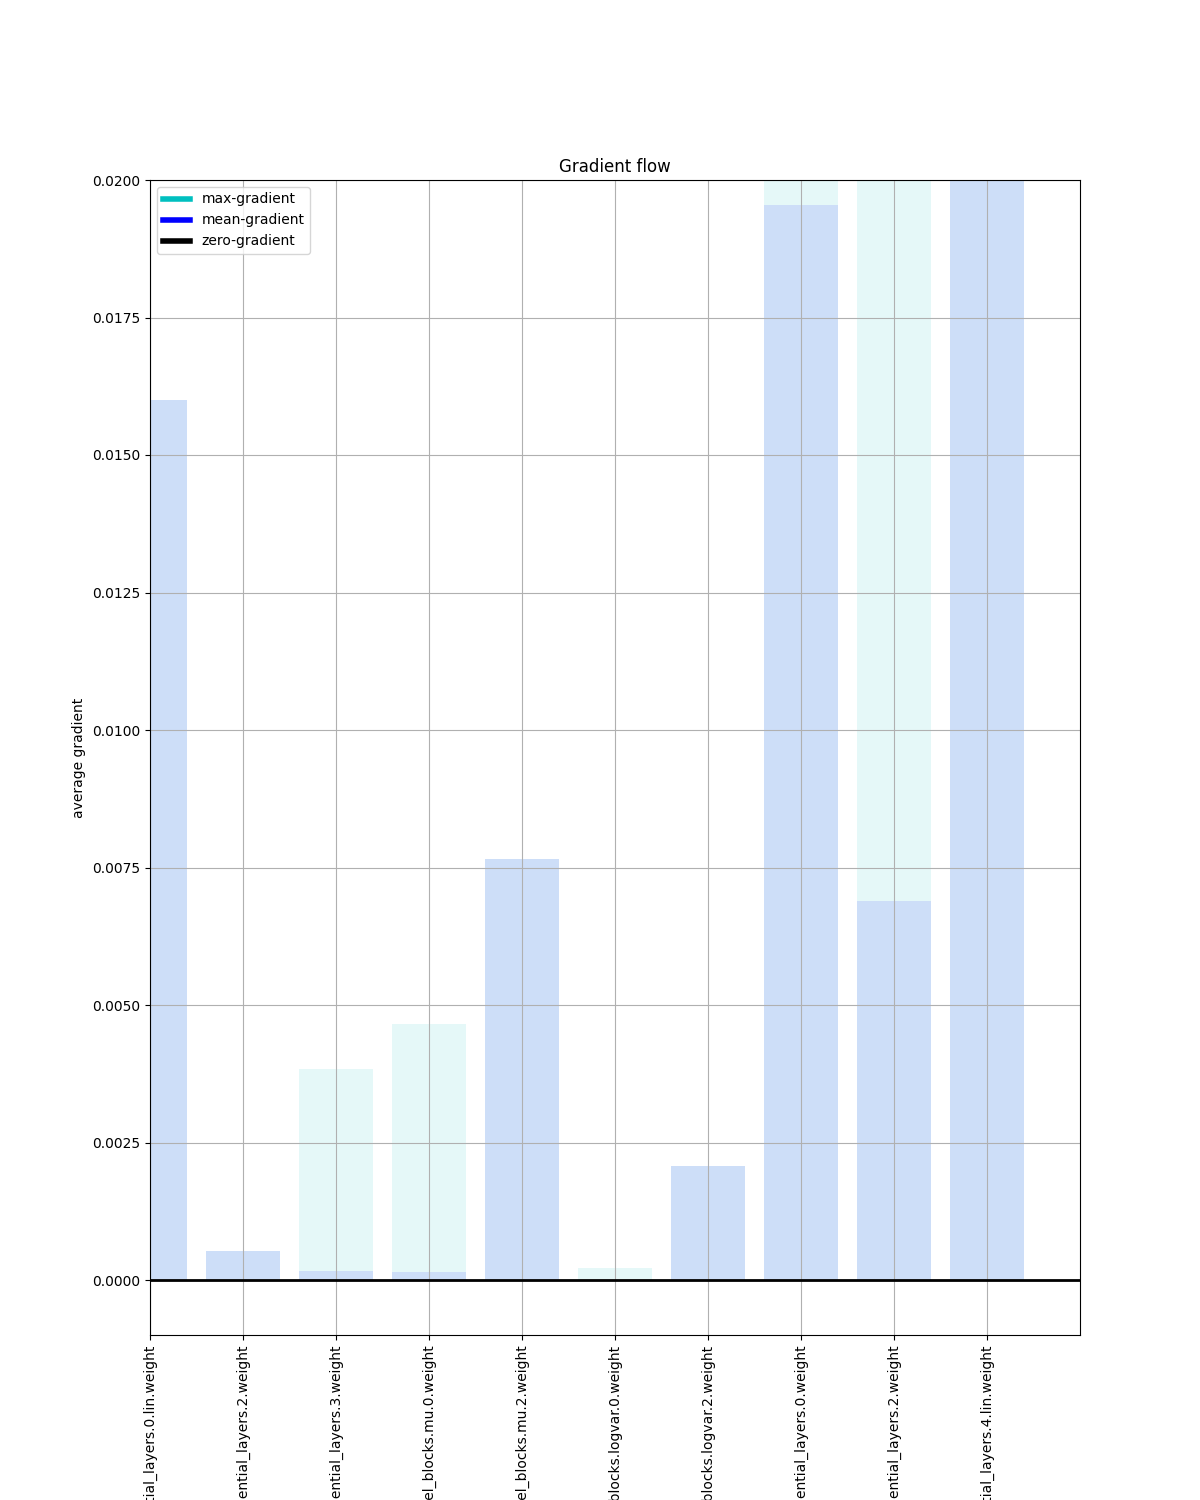 Gradient flow
max-gradient
mean-gradient
zero-gradient
0.0200
0.0175
0.0150
0.0125
0.0100
0.0075
0.0050
0.0025
0.0000
average gradient
tial_layers.0.lin.weight
ential_layers.2.weight
ential_layers.3.weight
el_blocks.mu.0.weight
el_blocks.mu.2.weight
blocks.logvar.0.weight
blocks.logvar.2.weight
ential_layers.0.weight
ential_layers.2.weight
tial_layers.4.lin.weight